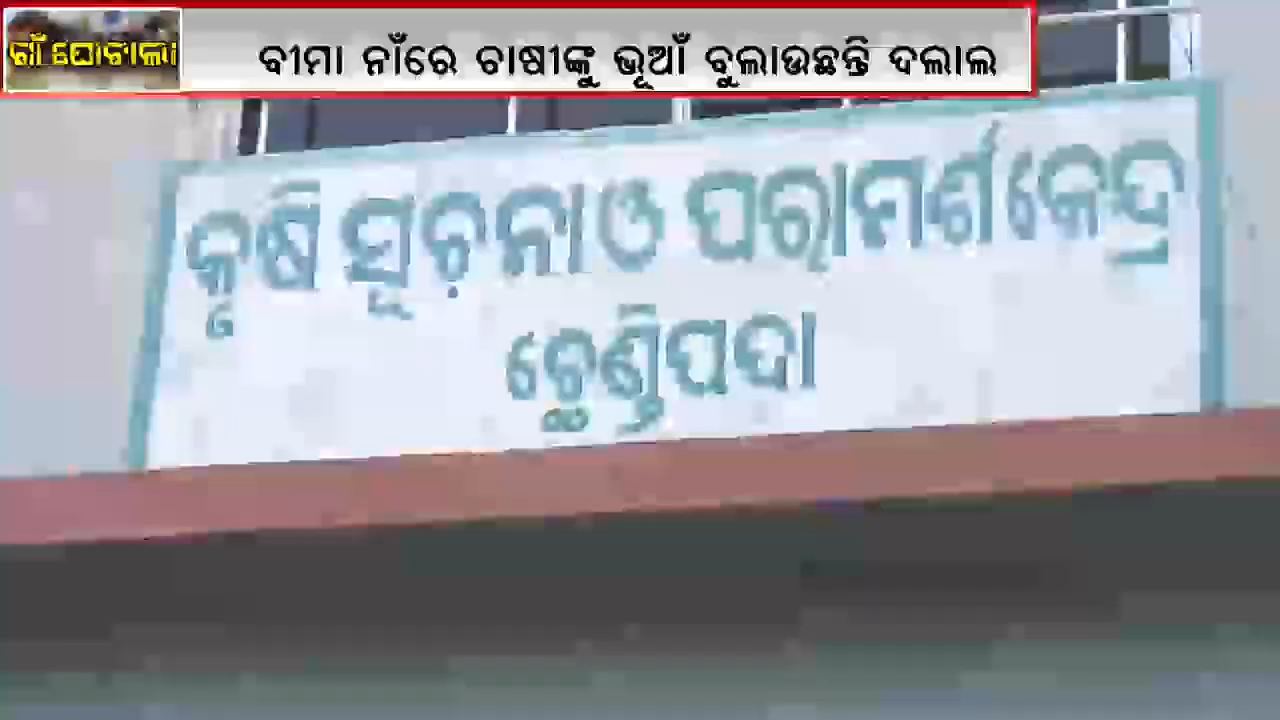 ଗାଁ ଘୋଟାଲା
ବୀମା ନାଁରେ ଚାଷୀଙ୍କୁ ଭୂଆଁ ବୁଲାଉଛନ୍ତି ଦଲାଲ
କୃଷି ସୂଚନା ଓ ପରାମର୍ଶ କେନ୍ଦ୍ର
ଛେଣ୍ଡିପଦା